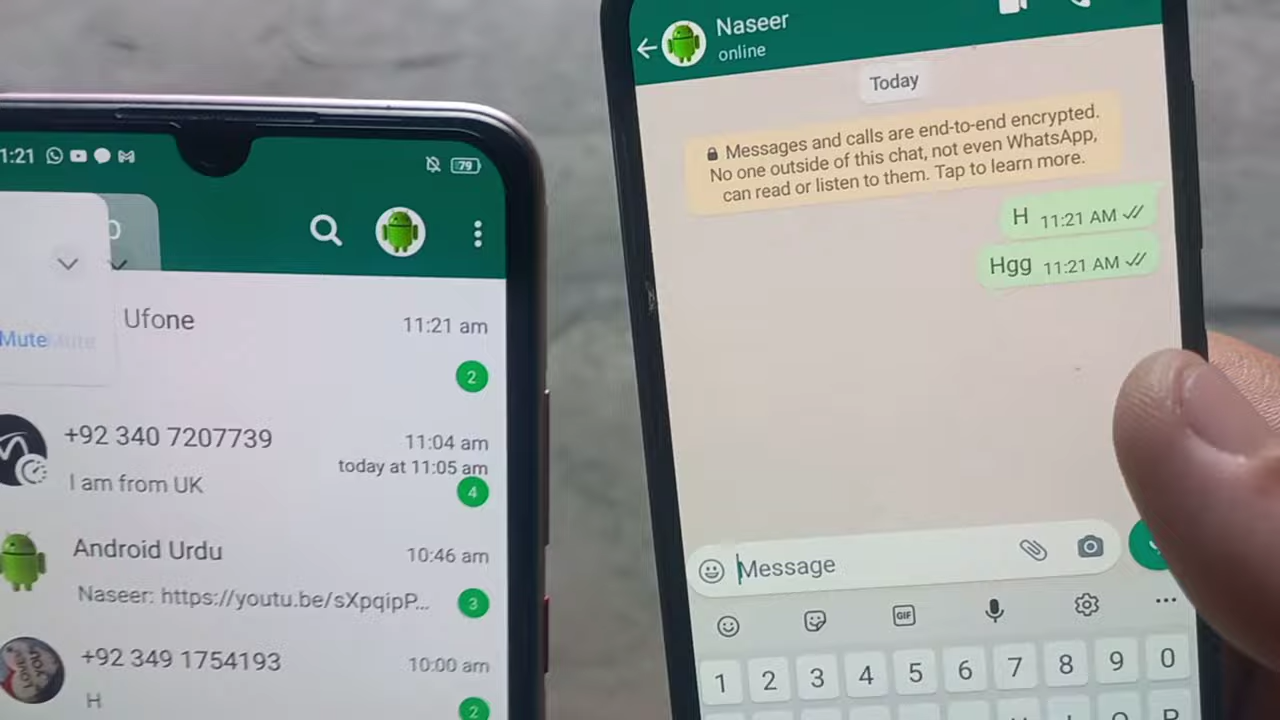 1:21
79
Mute
Mute
Ufone
11:21 am
2
+92 340 7207739
11:04 am
today at 11:05 am
I am from UK
4
Android Urdu
10:46 am
Naseer: https://youtu.be/sXpqipP...
3
LOVE YOU
+92 349 1754193
10:00 am
H
2
Naseer
online
Today
Messages and calls are end-to-end encrypted.
No one outside of this chat, not even WhatsApp,
can read or listen to them. Tap to learn more.
H 11:21 AM
Hgg 11:21 AM
Message
GIF
1 2 3 4 5 6 7 8 9 0